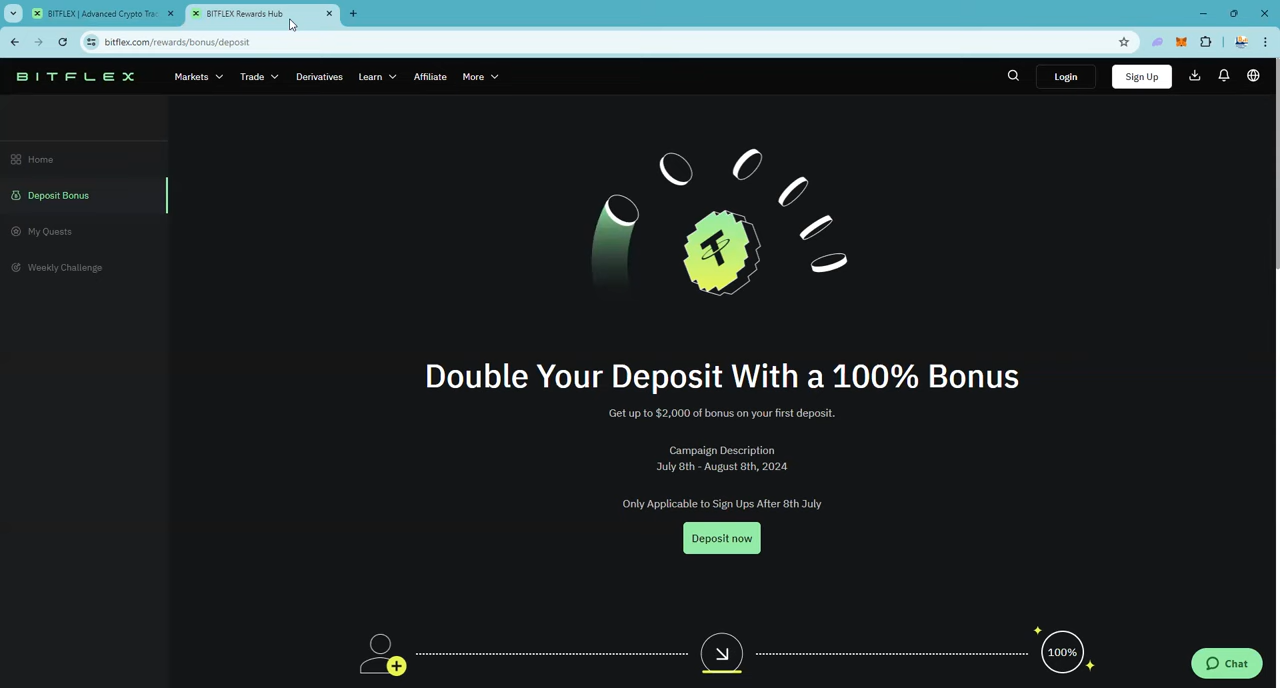 BITFLEX | Advanced Crypto Tra
BITFLEX Rewards Hub
bitflex.com/rewards/bonus/deposit
BITFLEX
Markets
Trade
Derivatives
Learn
Affiliate
More
Login
Sign Up
Home
Deposit Bonus
My Quests
Weekly Challenge
Double Your Deposit With a 100% Bonus
Get up to $2,000 of bonus on your first deposit.
Campaign Description
July 8th - August 8th, 2024
Only Applicable to Sign Ups After 8th July
Deposit now
100%
Chat